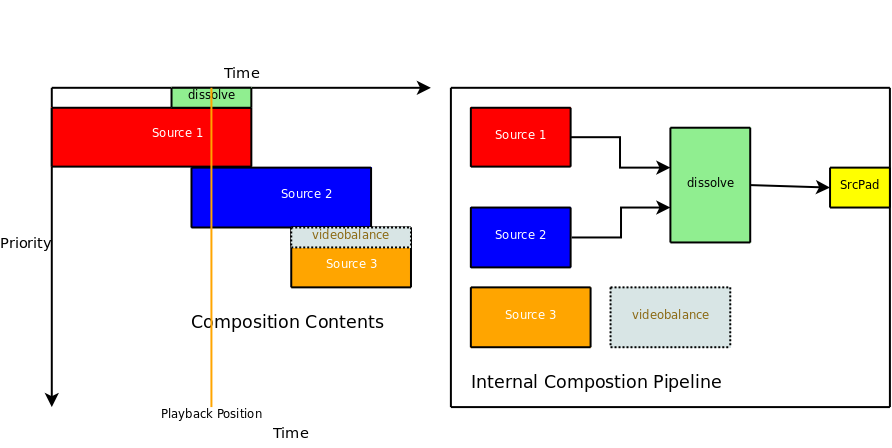 Time
dissolve
Source 1
Source 2
Priority
videobalance
Source 3
Composition Contents
Playback Position
Time
Source 1
dissolve
SrcPad
Source 2
Source 3
videobalance
Internal Compostion Pipeline